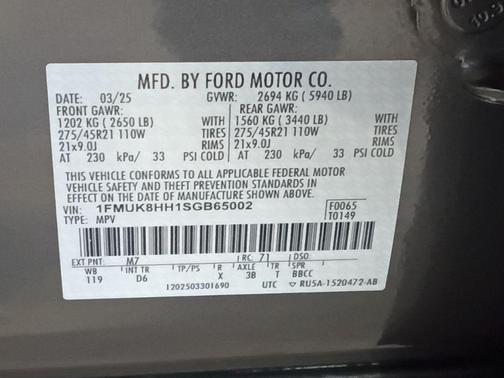 MFD. BY FORD MOTOR CO.
DATE: 03/25 GVWR: 2694 KG ( 5940 LB)
FRONT GAWR: REAR GAWR:
1202 KG ( 2650 LB) WITH 1560 KG ( 3440 LB) WITH
275/45R21 110W TIRES 275/45R21 110W TIRES
21x9.0J RIMS 21x9.0J RIMS
AT 230 kPa/ 33 PSI COLD AT 230 kPa/ 33 PSI COLD
THIS VEHICLE CONFORMS TO ALL APPLICABLE FEDERAL MOTOR
VEHICLE SAFETY AND THEFT PREVENTION STANDARDS IN
EFFECT ON THE DATE OF MANUFACTURE SHOWN ABOVE.
VIN: 1FMUK8HH1SGB65002 F0065
TYPE: MPV T0149
EXT PNT: M7 RC: 71 DSO:
WB INT TR TP/PS R AXLE TR SPR
119 D6 X 3B T BBCC
1202503301690 UTC ▽ RU5A-1520472-AB